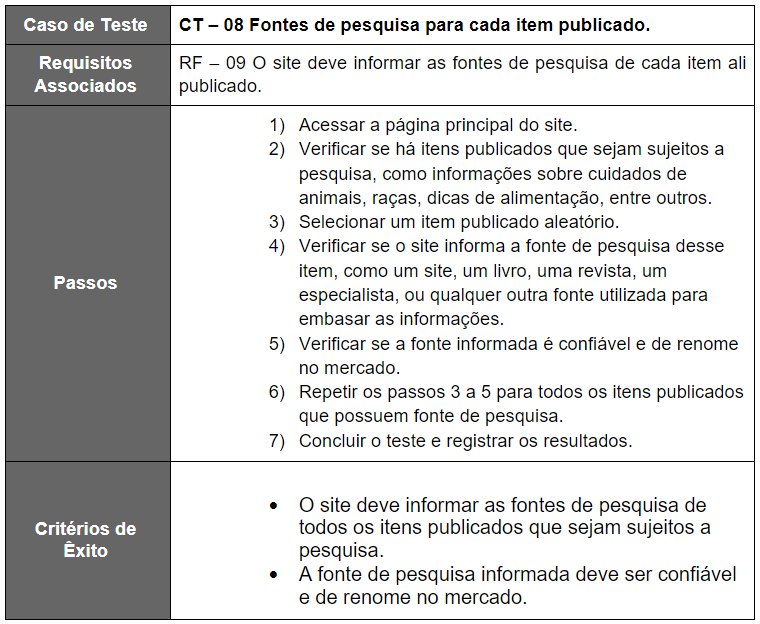 Caso de Teste
CT – 08 Fontes de pesquisa para cada item publicado.
Requisitos
Associados
RF – 09 O site deve informar as fontes de pesquisa de cada item ali
publicado.
Passos
1) Acessar a página principal do site.
2) Verificar se há itens publicados que sejam sujeitos a
pesquisa, como informações sobre cuidados de
animais, raças, dicas de alimentação, entre outros.
3) Selecionar um item publicado aleatório.
4) Verificar se o site informa a fonte de pesquisa desse
item, como um site, um livro, uma revista, um
especialista, ou qualquer outra fonte utilizada para
embasar as informações.
5) Verificar se a fonte informada é confiável e de renome
no mercado.
6) Repetir os passos 3 a 5 para todos os itens publicados
que possuem fonte de pesquisa.
7) Concluir o teste e registrar os resultados.
Critérios de
Êxito
• O site deve informar as fontes de pesquisa de
todos os itens publicados que sejam sujeitos a
pesquisa.
• A fonte de pesquisa informada deve ser confiável
e de renome no mercado.